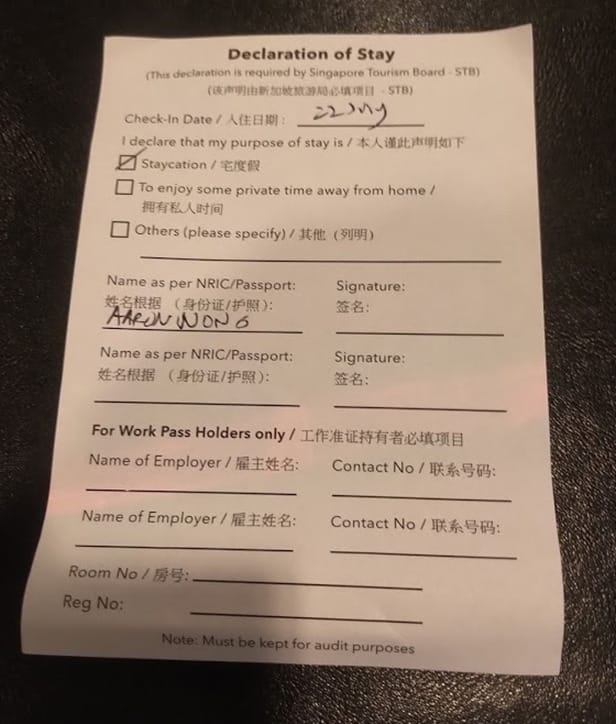 Declaration of Stay
(This declaration is required by Singapore Tourism Board - STB)
(该声明由新加坡旅游局必填项目 - STB)
Check-In Date / 入住日期 :
I declare that my purpose of stay is / 本人谨此声明如下
Staycation / 宅度假
To enjoy some private time away from home /
拥有私人时间
Others (please specify) / 其他 (列明)
Name as per NRIC/Passport: Signature:
姓名根据 (身份证/护照): 签名:
AARON WONG
Name as per NRIC/Passport: Signature:
姓名根据 (身份证/护照): 签名:
For Work Pass Holders only / 工作准证持有者必填项目
Name of Employer / 雇主姓名: Contact No / 联系号码:
Name of Employer / 雇主姓名: Contact No / 联系号码:
Room No / 房号:
Reg No:
Note: Must be kept for audit purposes